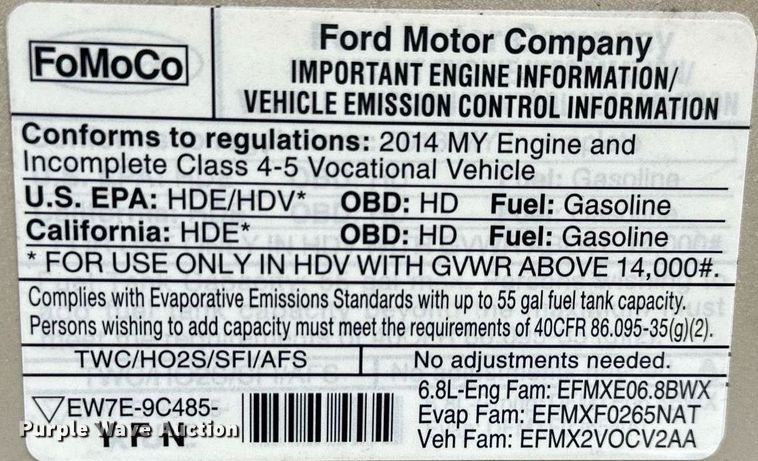 FoMoCo
Ford Motor Company
IMPORTANT ENGINE INFORMATION/
VEHICLE EMISSION CONTROL INFORMATION
Conforms to regulations: 2014 MY Engine and
Incomplete Class 4-5 Vocational Vehicle
U.S. EPA: HDE/HDV* OBD: HD Fuel: Gasoline
California: HDE* OBD: HD Fuel: Gasoline
* FOR USE ONLY IN HDV WITH GVWR ABOVE 14,000#.
Complies with Evaporative Emissions Standards with up to 55 gal fuel tank capacity.
Persons wishing to add capacity must meet the requirements of 40CFR 86.095-35(g)(2).
TWC/HO2S/SFI/AFS No adjustments needed.
EW7E-9C485-
YFN
Purple Wave Auction
6.8L-Eng Fam: EFMXE06.8BWX
Evap Fam: EFMXF0265NAT
Veh Fam: EFMX2VOCV2AA